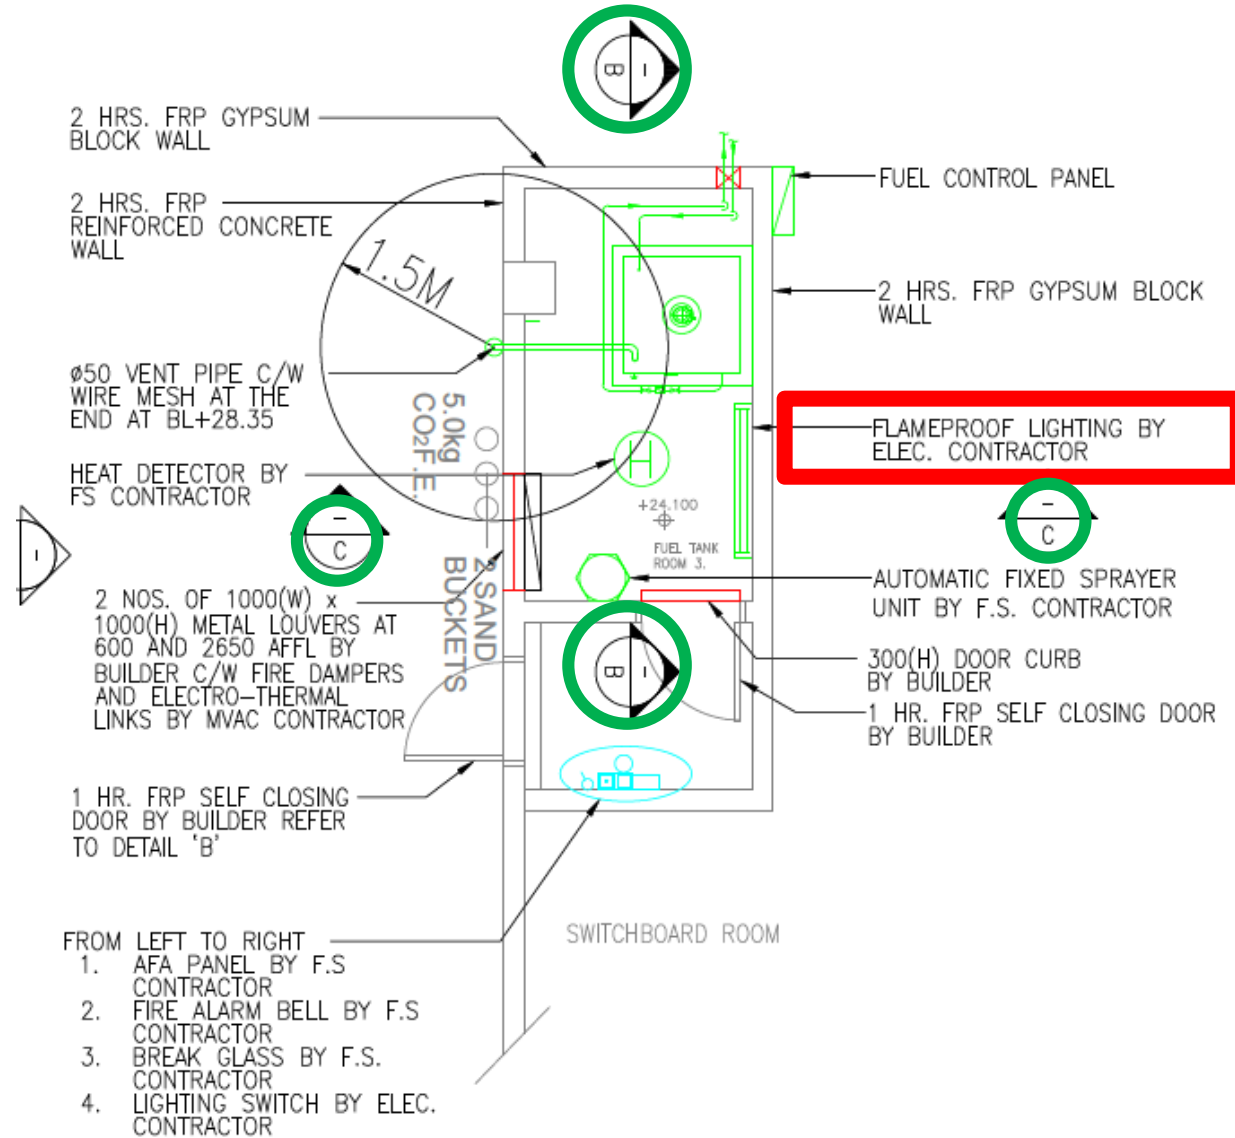 B
–
2 HRS. FRP GYPSUM
BLOCK WALL
FUEL CONTROL PANEL
2 HRS. FRP
REINFORCED CONCRETE
WALL
1.5M
2 HRS. FRP GYPSUM BLOCK
WALL
ø50 VENT PIPE C/W
WIRE MESH AT THE
END AT BL+28.35
5.0kg
CO2F.E.
FLAMEPROOF LIGHTING BY
ELEC. CONTRACTOR
HEAT DETECTOR BY
FS CONTRACTOR
H
+24.100
FUEL TANK
ROOM 3.
–
C
–
C
–
2 SAND
BUCKETS
AUTOMATIC FIXED SPRAYER
UNIT BY F.S. CONTRACTOR
2 NOS. OF 1000(W) x
1000(H) METAL LOUVERS AT
600 AND 2650 AFFL BY
BUILDER C/W FIRE DAMPERS
AND ELECTRO-THERMAL
LINKS BY MVAC CONTRACTOR
B
–
300(H) DOOR CURB
BY BUILDER
1 HR. FRP SELF CLOSING DOOR
BY BUILDER
1 HR. FRP SELF CLOSING
DOOR BY BUILDER REFER
TO DETAIL 'B'
SWITCHBOARD ROOM
FROM LEFT TO RIGHT
1. AFA PANEL BY F.S
CONTRACTOR
2. FIRE ALARM BELL BY F.S
CONTRACTOR
3. BREAK GLASS BY F.S.
CONTRACTOR
4. LIGHTING SWITCH BY ELEC.
CONTRACTOR